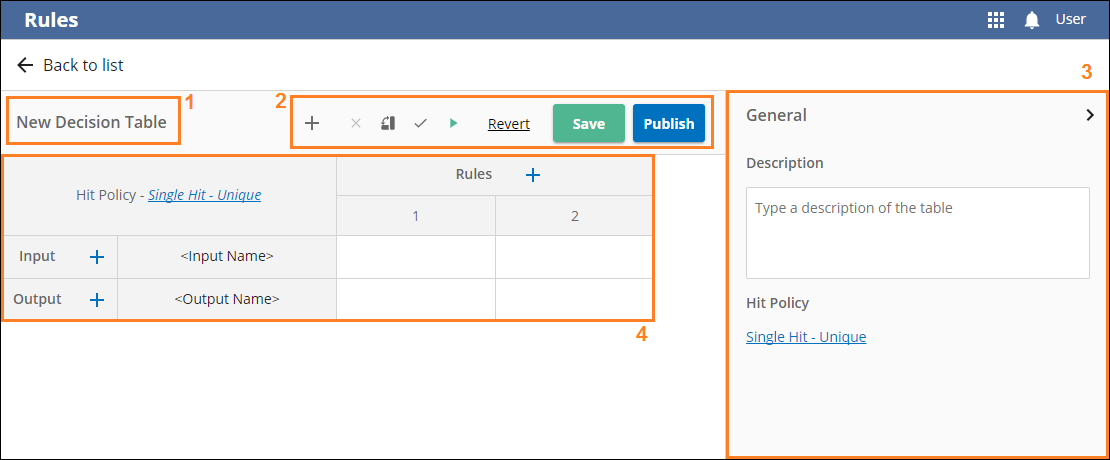 Rules
User
Back to list
1
New Decision Table
2
Revert
Save
Publish
3
General
Description
Type a description of the table
Hit Policy
Single Hit - Unique
Hit Policy - Single Hit - Unique
Rules
1
2
Input
<Input Name>
Output
<Output Name>
4